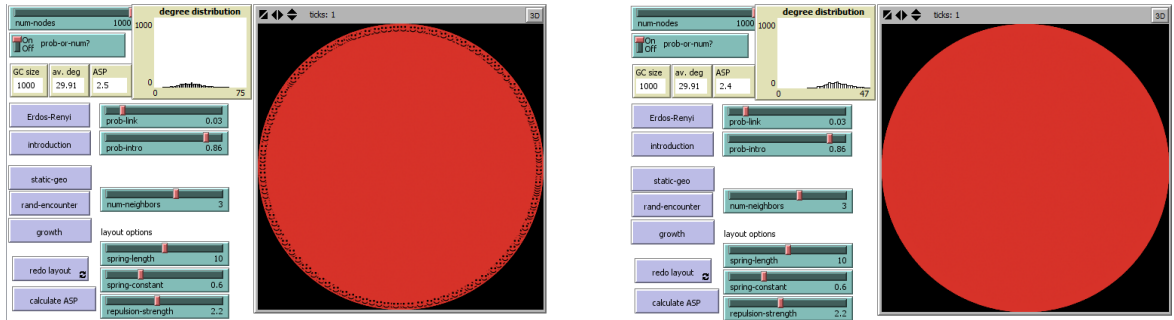 num-nodes 1000
On
Off
prob-or-num?
GC size
1000
av. deg
29.91
ASP
2.5
degree distribution
1000
0
0 75
ticks: 1
3D
Erdos-Renyi
introduction
prob-link 0.03
prob-intro 0.86
static-geo
rand-encounter
growth
num-neighbors 3
layout options
spring-length 10
spring-constant 0.6
repulsion-strength 2.2
redo layout
calculate ASP
num-nodes 1000
On
Off
prob-or-num?
GC size
1000
av. deg
29.91
ASP
2.4
degree distribution
1000
0
0 47
ticks: 1
3D
Erdos-Renyi
introduction
prob-link 0.03
prob-intro 0.86
static-geo
rand-encounter
growth
num-neighbors 3
layout options
spring-length 10
spring-constant 0.6
repulsion-strength 2.2
redo layout
calculate ASP